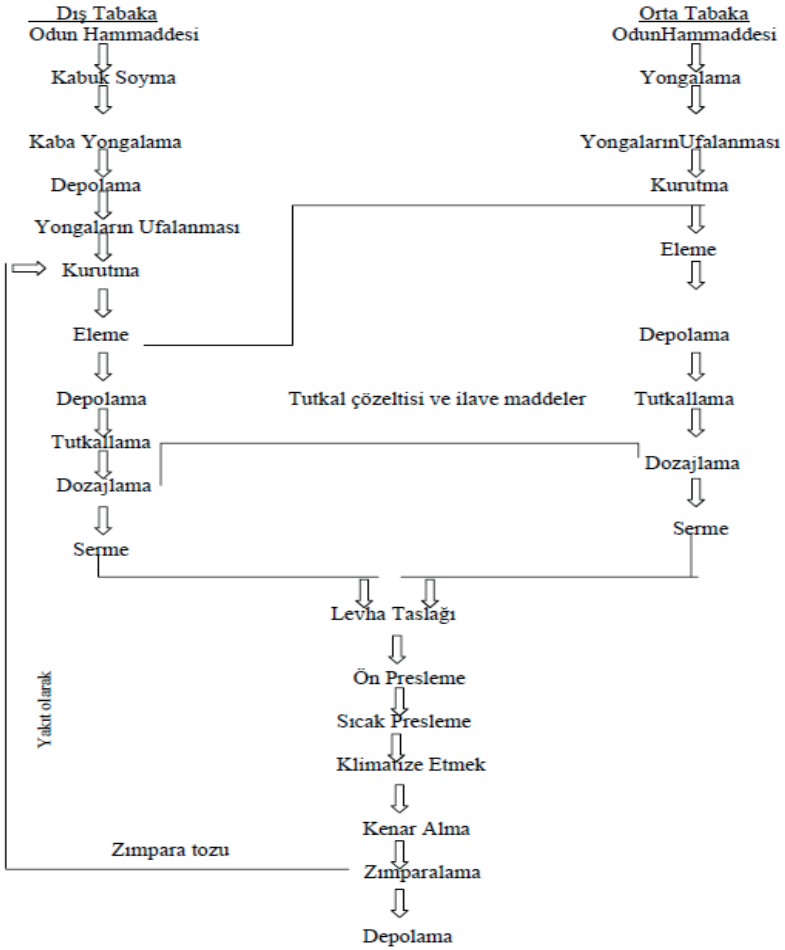 Dış Tabaka
Odun Hammaddesi
Kabuk Soyma
Kaba Yongalama
Depolama
Yongaların Ufalanması
Kurutma
Eleme
Depolama
Tutkallama
Dozajlama
Serme
Orta Tabaka
OdunHammaddesi
Yongalama
YongalarınUfalanması
Kurutma
Eleme
Depolama
Tutkallama
Dozajlama
Serme
Tutkal çözeltisi ve ilave maddeler
Levha Taslağı
Ön Presleme
Sıcak Presleme
Klimatize Etmek
Kenar Alma
Zımparalama
Depolama
Zımpara tozu
Yakıt olarak